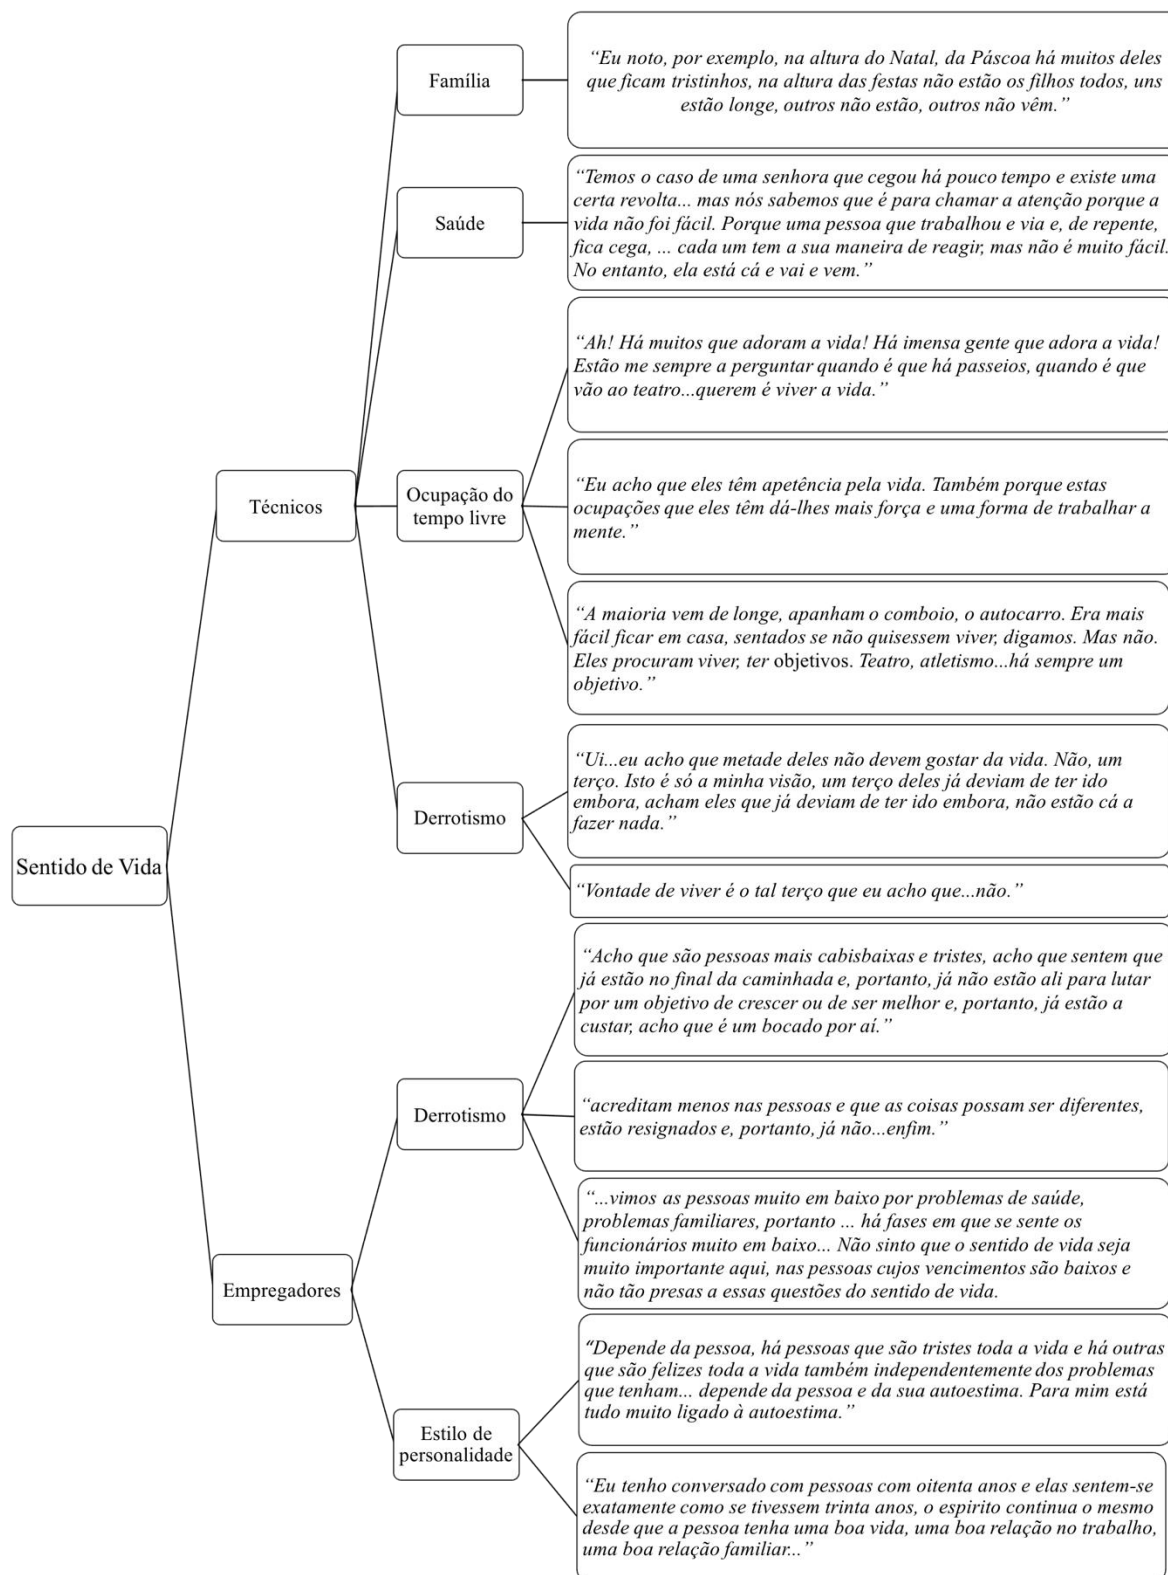 Família
“Eu noto, por exemplo, na altura do Natal, da Páscoa há muitos deles
que ficam tristinhos, na altura das festas não estão os filhos todos, uns
estão longe, outros não estão, outros não vêm.”
Saúde
“Temos o caso de uma senhora que cegou há pouco tempo e existe uma
certa revolta... mas nós sabemos que é para chamar a atenção porque a
vida não foi fácil. Porque uma pessoa que trabalhou e via e, de repente,
fica cega, ... cada um tem a sua maneira de reagir, mas não é muito fácil.
No entanto, ela está cá e vai e vem.”
Técnicos
Ocupação do
tempo livre
“Ah! Há muitos que adoram a vida! Há imensa gente que adora a vida!
Estão me sempre a perguntar quando é que há passeios, quando é que
vão ao teatro...querem é viver a vida.”
“Eu acho que eles têm apetência pela vida. Também porque estas
ocupações que eles têm dá-lhes mais força e uma forma de trabalhar a
mente.”
“A maioria vem de longe, apanham o comboio, o autocarro. Era mais
fácil ficar em casa, sentados se não quisessem viver, digamos. Mas não.
Eles procuram viver, ter objetivos. Teatro, atletismo...há sempre um
objetivo.”
Derrotismo
“Ui...eu acho que metade deles não devem gostar da vida. Não, um
terço. Isto é só a minha visão, um terço deles já deviam de ter ido
embora, acham eles que já deviam de ter ido embora, não estão cá a
fazer nada.”
“Vontade de viver é o tal terço que eu acho que...não.”
Sentido de Vida
Derrotismo
“Acho que são pessoas mais cabisbaixas e tristes, acho que sentem que
já estão no final da caminhada e, portanto, já não estão ali para lutar
por um objetivo de crescer ou de ser melhor e, portanto, já estão a
custar, acho que é um bocado por aí.”
“acreditam menos nas pessoas e que as coisas possam ser diferentes,
estão resignados e, portanto, já não...enfim.”
“...vimos as pessoas muito em baixo por problemas de saúde,
problemas familiares, portanto ... há fases em que se sente os
funcionários muito em baixo... Não sinto que o sentido de vida seja
muito importante aqui, nas pessoas cujos vencimentos são baixos e
não tão presas a essas questões do sentido de vida.
Empregadores
Estilo de
personalidade
“Depende da pessoa, há pessoas que são tristes toda a vida e há outras
que são felizes toda a vida também independentemente dos problemas
que tenham... depende da pessoa e da sua autoestima. Para mim está
tudo muito ligado à autoestima.”
“Eu tenho conversado com pessoas com oitenta anos e elas sentem-se
exatamente como se tivessem trinta anos, o espirito continua o mesmo
desde que a pessoa tenha uma boa vida, uma boa relação no trabalho,
uma boa relação familiar...”